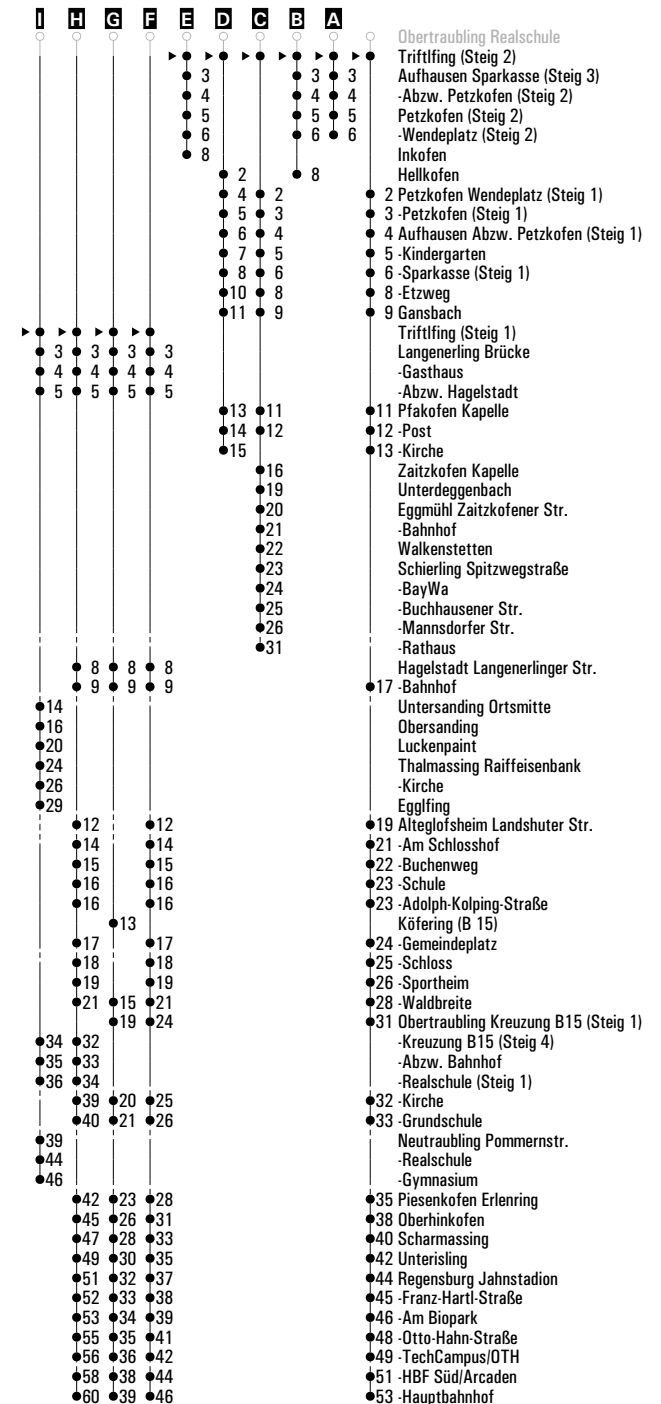 I H G F E D C B A
Obertraubling Realschule
Triftlfing (Steig 2)
3 3 3 Aufhausen Sparkasse (Steig 3)
4 4 4 -Abzw. Petzkofen (Steig 2)
5 5 5 Petzkofen (Steig 2)
6 6 6 -Wendeplatz (Steig 2)
8 Inkofen
2 8 Hellkofen
4 2 2 Petzkofen Wendeplatz (Steig 1)
5 3 3 -Petzkofen (Steig 1)
6 4 4 Aufhausen Abzw. Petzkofen (Steig 1)
7 5 5 -Kindergarten
8 6 6 -Sparkasse (Steig 1)
10 8 8 -Etzweg
11 9 9 Gansbach
Triftlfing (Steig 1)
3 3 3 3 Langenerling Brücke
4 4 4 4 -Gasthaus
5 5 5 5 -Abzw. Hagelstadt
13 11 11 Pfakofen Kapelle
14 12 12 -Post
15 13 -Kirche
16 Zaitzkofen Kapelle
19 Unterdeggenbach
20 Eggmühl Zaitzkofener Str.
21 -Bahnhof
22 Walkenstetten
23 Schierling Spitzwegstraße
24 -BayWa
25 -Buchhausener Str.
26 -Mannsdorfer Str.
31 -Rathaus
8 8 8 Hagelstadt Langenerlinger Str.
9 9 9 17 -Bahnhof
14 Untersanding Ortsmitte
16 Obersanding
20 Luckenpaint
24 Thalmassing Raiffeisenbank
26 -Kirche
29 Egglfing
12 12 19 Alteglofsheim Landshuter Str.
14 14 21 -Am Schlosshof
15 15 22 -Buchenweg
16 16 23 -Schule
16 16 23 -Adolph-Kolping-Straße
13 Köfering (B 15)
17 17 24 -Gemeindeplatz
18 18 25 -Schloss
19 19 26 -Sportheim
21 15 21 28 -Waldbreite
19 24 31 Obertraubling Kreuzung B15 (Steig 1)
34 32 -Kreuzung B15 (Steig 4)
35 33 -Abzw. Bahnhof
36 34 -Realschule (Steig 1)
39 20 25 32 -Kirche
40 21 26 33 -Grundschule
39 Neutraubling Pommernstr.
44 -Realschule
46 -Gymnasium
42 23 28 35 Piesenkofen Erlenring
45 26 31 38 Oberhinkofen
47 28 33 40 Scharmassing
49 30 35 42 Unterisling
51 32 37 44 Regensburg Jahnstadion
52 33 38 45 -Franz-Hartl-Straße
53 34 39 46 -Am Biopark
55 35 41 48 -Otto-Hahn-Straße
56 36 42 49 -TechCampus/OTH
58 38 44 51 -HBF Süd/Arcaden
60 39 46 53 -Hauptbahnhof